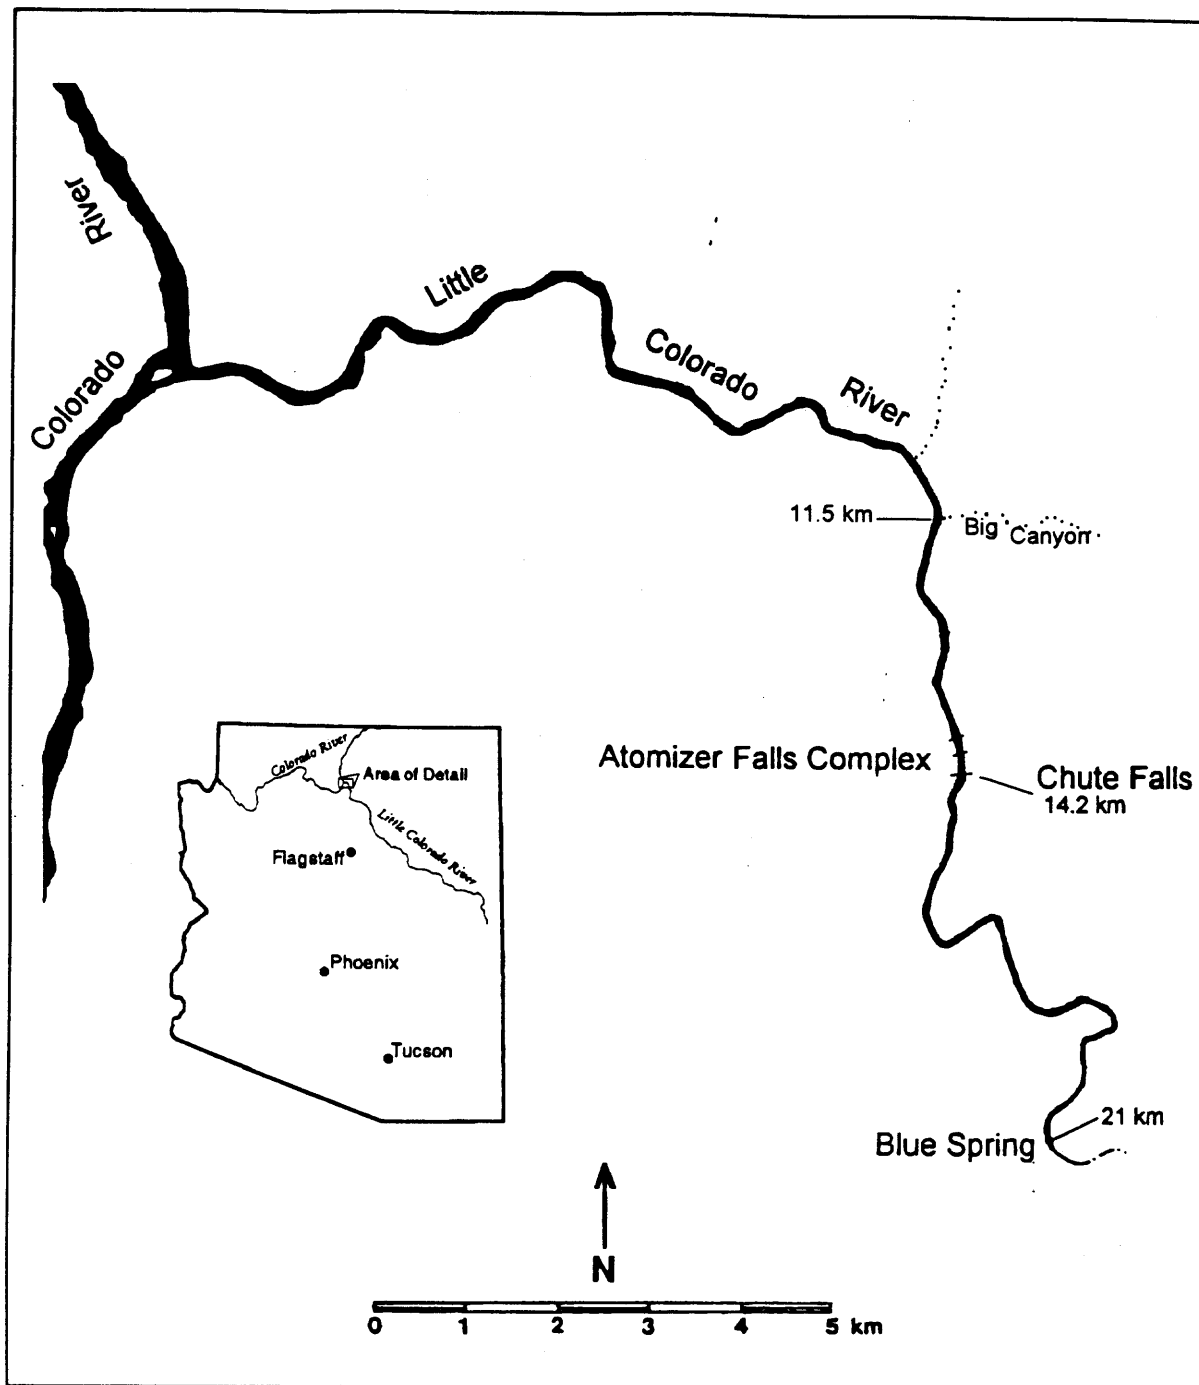 Colorado River
Little Colorado River
11.5 km
Big Canyon
Atomizer Falls Complex
Chute Falls
14.2 km
Colorado River
Area of Detail
Little Colorado River
Flagstaff
Phoenix
Tucson
21 km
Blue Spring
N
0 1 2 3 4 5 km